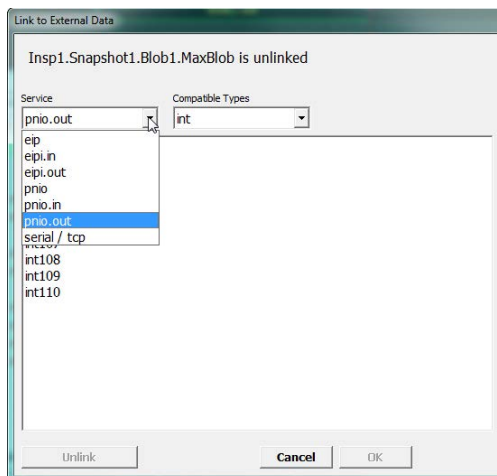 Link to External Data
Insp1.Snapshot1.Blob1.MaxBlob is unlinked
Service
Compatible Types
pnio.out
int
eip
eipi.in
eipi.out
pnio
pnio.in
pnio.out
serial / tcp
int107
int108
int109
int110
Unlink
Cancel
OK